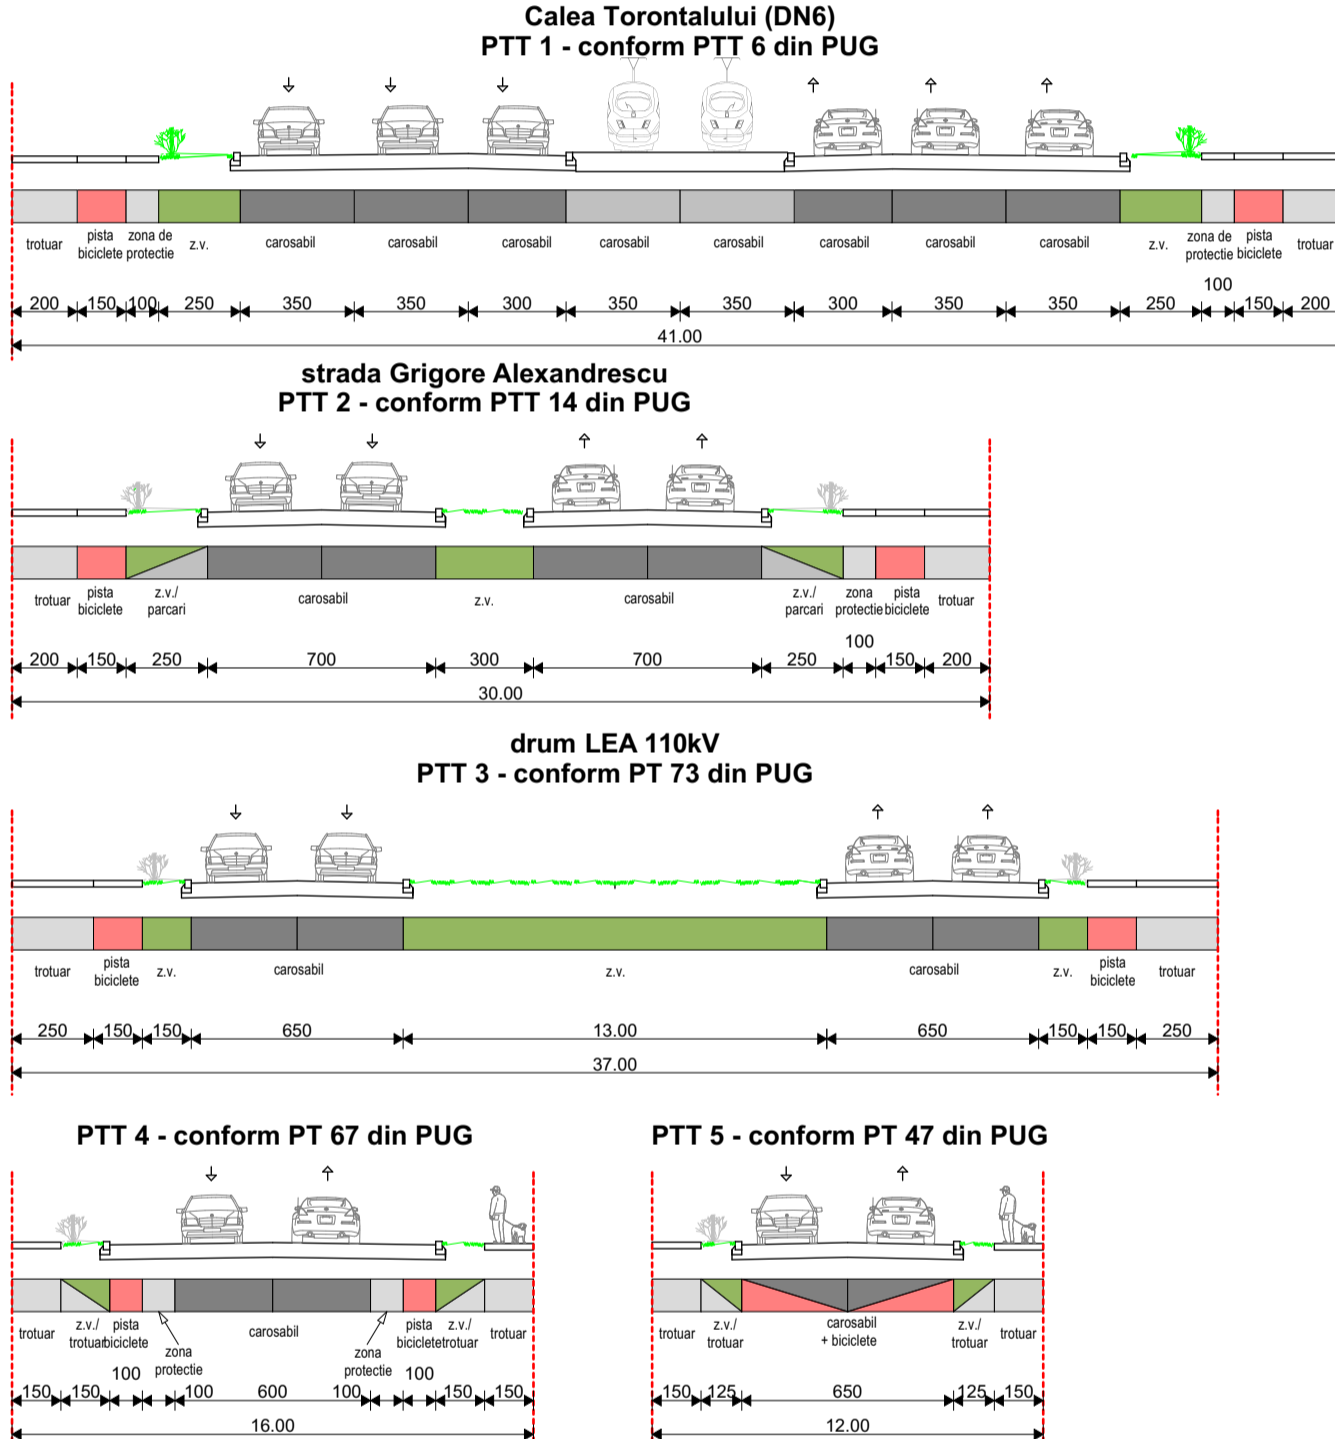 Calea Torontalului (DN6)
PTT 1 - conform PTT 6 din PUG
trotuar
pista
biciclete
zona de
protectie
z.v.
carosabil
carosabil
carosabil
carosabil
carosabil
carosabil
carosabil
carosabil
z.v.
zona de
protectie
pista
biciclete
trotuar
200 150 100 250 350 350 300 350 350 300 350 350 250 100 150 200
41.00
strada Grigore Alexandrescu
PTT 2 - conform PTT 14 din PUG
trotuar
pista
biciclete
z.v./
parcari
carosabil
z.v.
carosabil
z.v./
parcari
zona
protectie
pista
biciclete
trotuar
200 150 250 700 300 700 250 100 150 200
30.00
drum LEA 110kV
PTT 3 - conform PT 73 din PUG
trotuar
pista
biciclete
z.v.
carosabil
z.v.
carosabil
z.v.
pista
biciclete
trotuar
250 150 150 650 13.00 650 150 150 250
37.00
PTT 4 - conform PT 67 din PUG
trotuar
z.v./
trotuar
pista
biciclete
zona
protectie
carosabil
zona
protectie
pista
biciclete
z.v./
trotuar
trotuar
150 150 100 100 600 100 100 150 150
16.00
PTT 5 - conform PT 47 din PUG
trotuar
z.v./
trotuar
carosabil
+ biciclete
z.v./
trotuar
trotuar
150 125 650 125 150
12.00